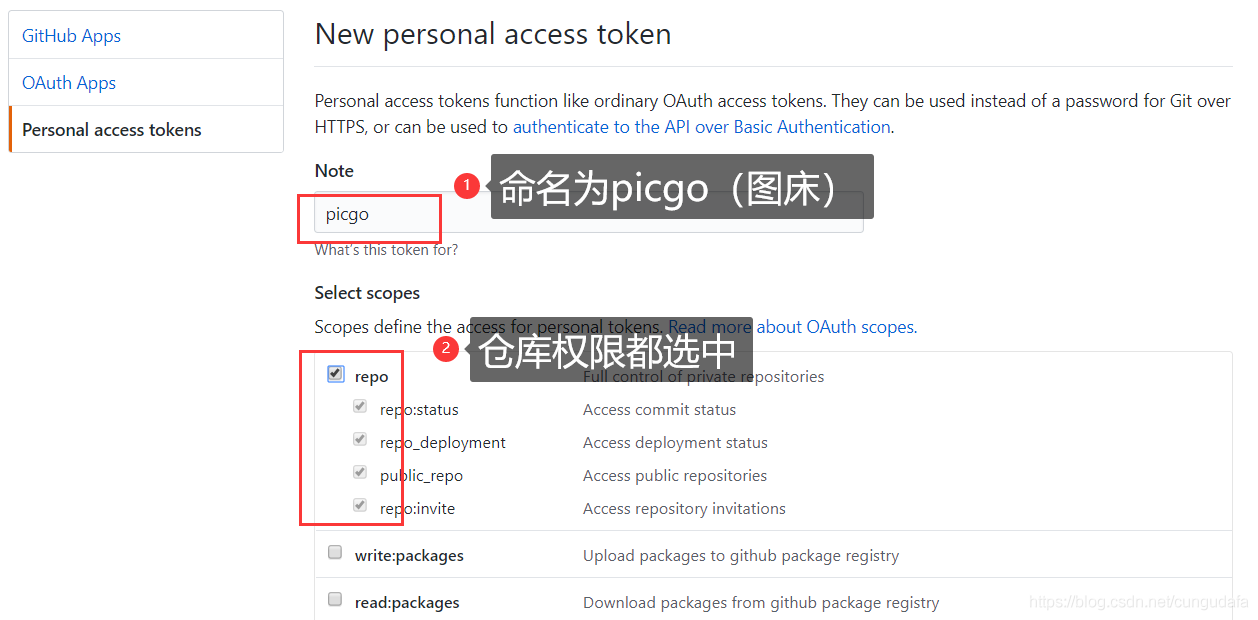 GitHub Apps
OAuth Apps
Personal access tokens
New personal access token
Personal access tokens function like ordinary OAuth access tokens. They can be used instead of a password for Git over
HTTPS, or can be used to authenticate to the API over Basic Authentication.
Note
1 命名为picgo（图床）
picgo
What's this token for?
Select scopes
Scopes define the access for personal tokens. Read more about OAuth scopes.
2 仓库权限都选中
repo Full control of private repositories
repo:status Access commit status
repo_deployment Access deployment status
public_repo Access public repositories
repo:invite Access repository invitations
write:packages Upload packages to github package registry
read:packages Download packages from github package registry
https://blog.csdn.net/cungudafa